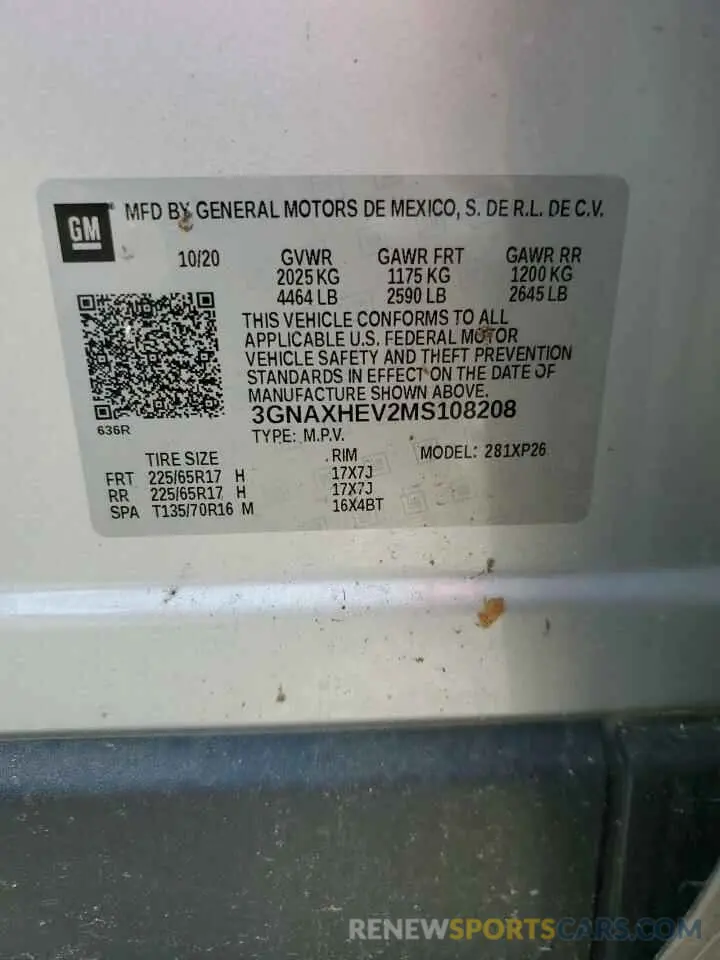 GM
MFD BY GENERAL MOTORS DE MEXICO, S. DE R.L. DE C.V.
10/20 GVWR GAWR FRT GAWR RR
2025 KG 1175 KG 1200 KG
4464 LB 2590 LB 2645 LB
THIS VEHICLE CONFORMS TO ALL
APPLICABLE U.S. FEDERAL MOTOR
VEHICLE SAFETY AND THEFT PREVENTION
STANDARDS IN EFFECT ON THE DATE OF
MANUFACTURE SHOWN ABOVE.
3GNAXHEV2MS108208
636R
TYPE: M.P.V.
TIRE SIZE RIM MODEL: 281XP26
FRT 225/65R17 H 17X7J
RR 225/65R17 H 17X7J
SPA T135/70R16 M 16X4BT
RENEWSPORTSCARS.COM